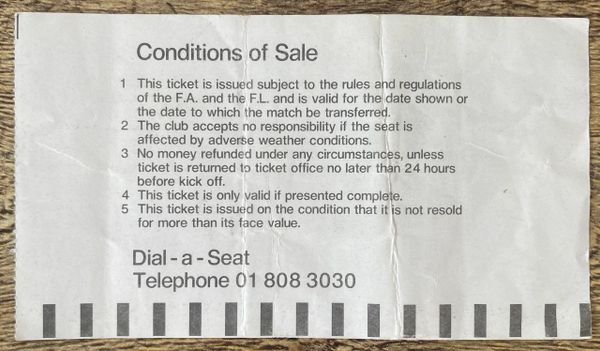 Conditions of Sale
1 This ticket is issued subject to the rules and regulations
of the F.A. and the F.L. and is valid for the date shown or
the date to which the match be transferred.
2 The club accepts no responsibility if the seat is
affected by adverse weather conditions.
3 No money refunded under any circumstances, unless
ticket is returned to ticket office no later than 24 hours
before kick off.
4 This ticket is only valid if presented complete.
5 This ticket is issued on the condition that it is not resold
for more than its face value.
Dial-a-Seat
Telephone 01 808 3030